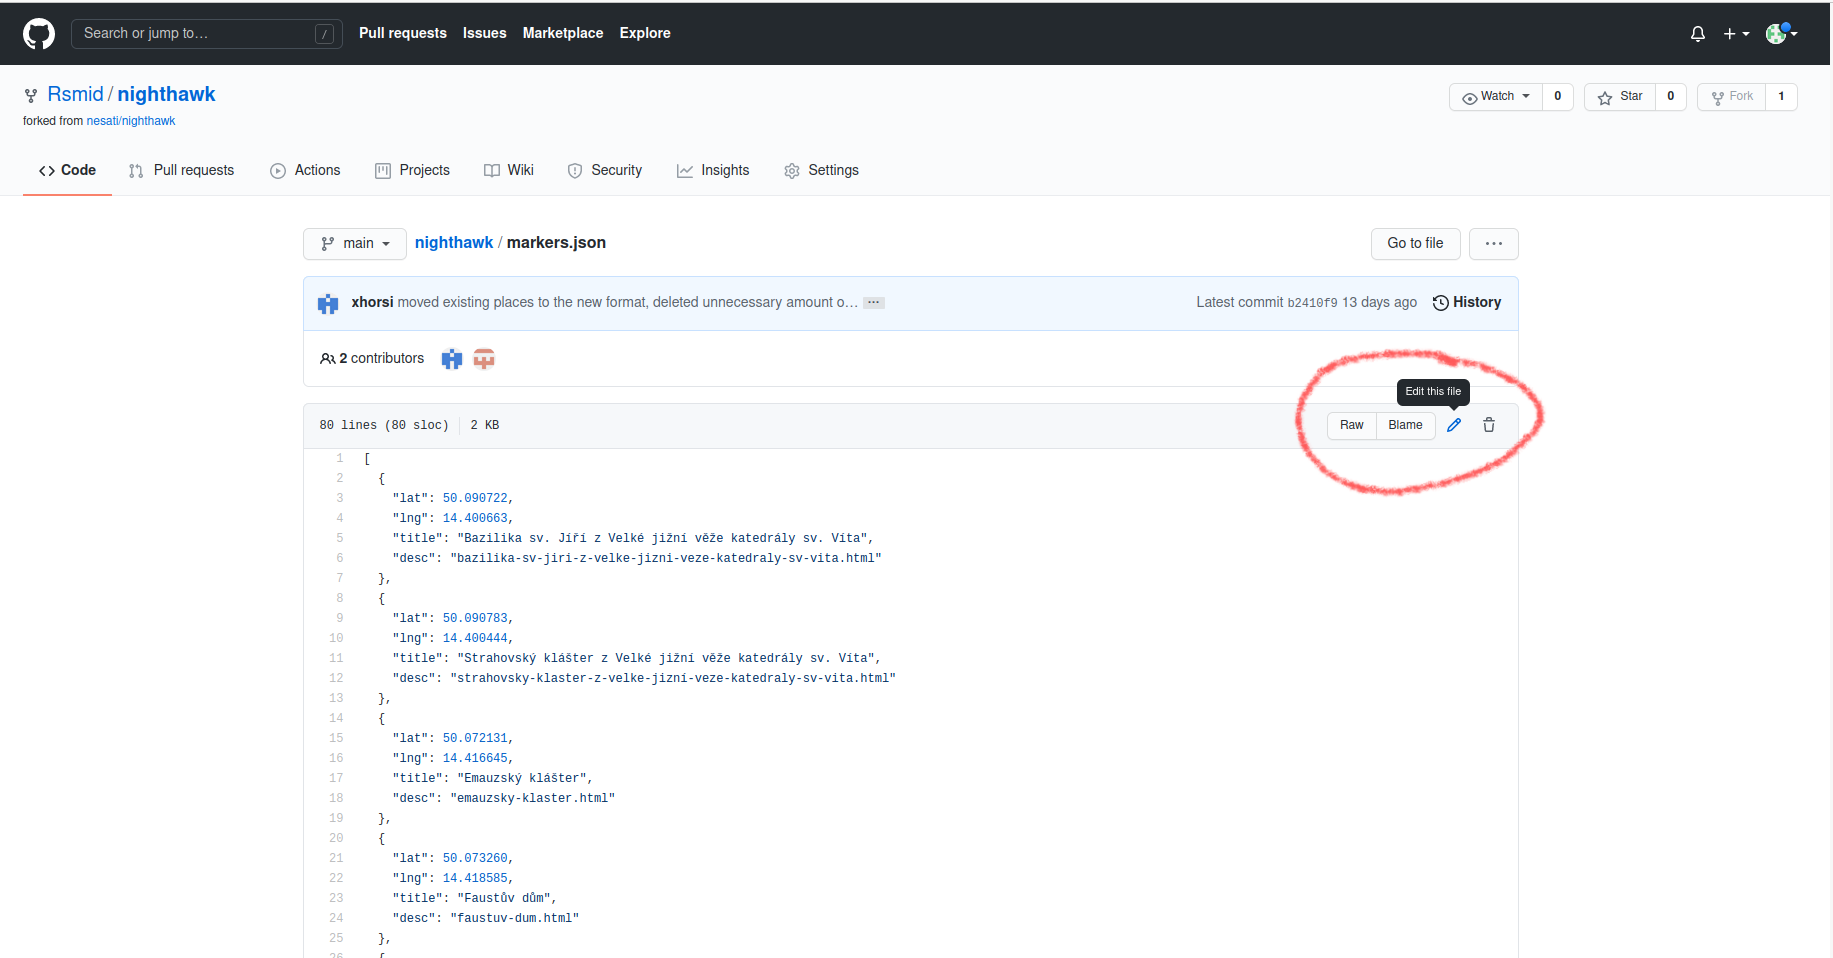 Search or jump to… / Pull requests Issues Marketplace Explore
Rsmid / nighthawk Watch 0 Star 0 Fork 1
forked from nesati/nighthawk
Code Pull requests Actions Projects Wiki Security Insights Settings
main nighthawk / markers.json Go to file ...
xhorsi moved existing places to the new format, deleted unnecessary amount o… ... Latest commit b2410f9 13 days ago History
2 contributors
Edit this file
80 lines (80 sloc) 2 KB Raw Blame
1 [
2 {
3 "lat": 50.090722,
4 "lng": 14.400663,
5 "title": "Bazilika sv. Jíří z Velké jižní věže katedrály sv. Víta",
6 "desc": "bazilika-sv-jiri-z-velke-jizni-veze-katedraly-sv-vita.html"
7 },
8 {
9 "lat": 50.090783,
10 "lng": 14.400444,
11 "title": "Strahovský klášter z Velké jižní věže katedrály sv. Víta",
12 "desc": "strahovsky-klaster-z-velke-jizní-veze-katedraly-sv-vita.html"
13 },
14 {
15 "lat": 50.072131,
16 "lng": 14.416645,
17 "title": "Emauzský klášter",
18 "desc": "emauzsky-klaster.html"
19 },
20 {
21 "lat": 50.073260,
22 "lng": 14.418585,
23 "title": "Faustův dům",
24 "desc": "faustuv-dum.html"
25 },
26 {